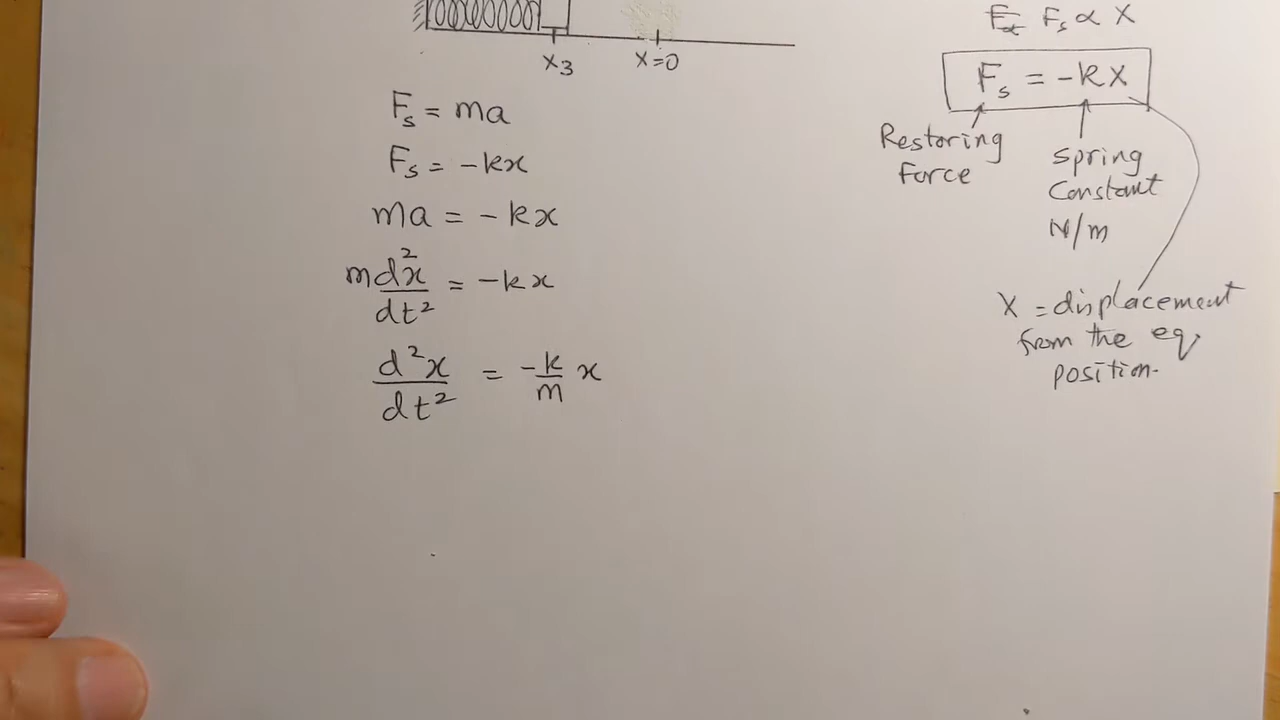 x₃ x=0
Fₛ = ma
Fₛ = -kx
ma = -kx
m d²x/dt² = -kx
d²x/dt² = -k/m x
Fₛ ∝ X
Fₛ = -kx
Restoring
Force
Spring
Constant
N/m
X = displacement
from the eq.
position.